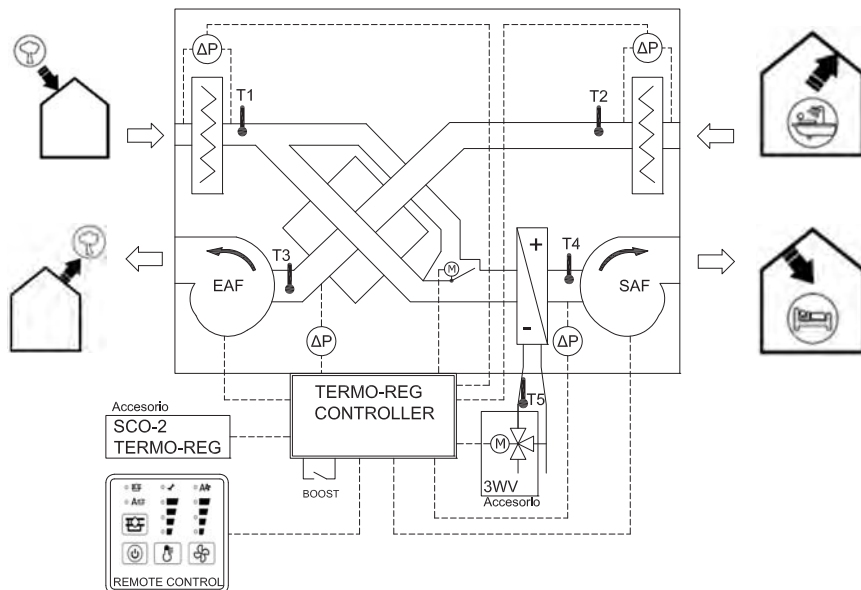 ΔP
ΔP
T1
T2
T3
T4
M
+
-
EAF
SAF
ΔP
ΔP
T5
TERMO-REG
CONTROLLER
Accesorio
SCO-2
TERMO-REG
M
3WV
Accesorio
BOOST
REMOTE CONTROL